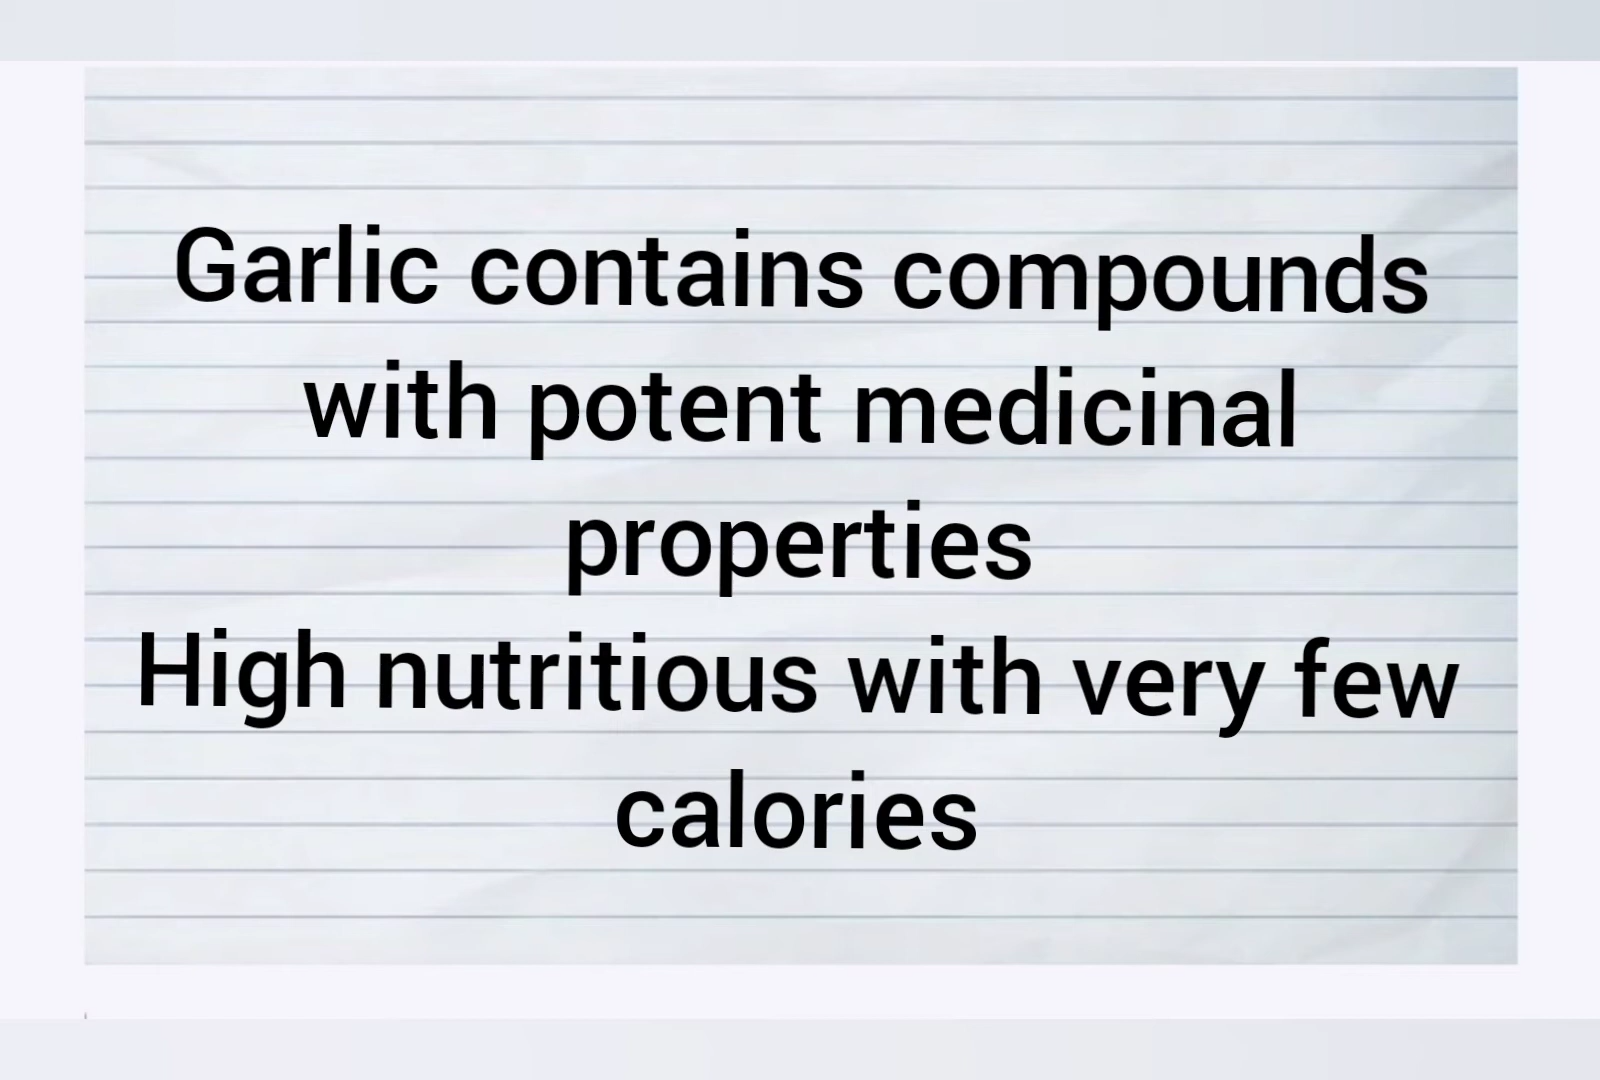 Garlic contains compounds
with potent medicinal
properties
High nutritious with very few
calories